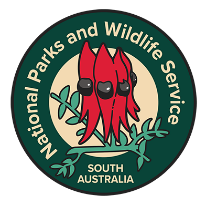 National Parks and Wildlife Service
SOUTH
AUSTRALIA